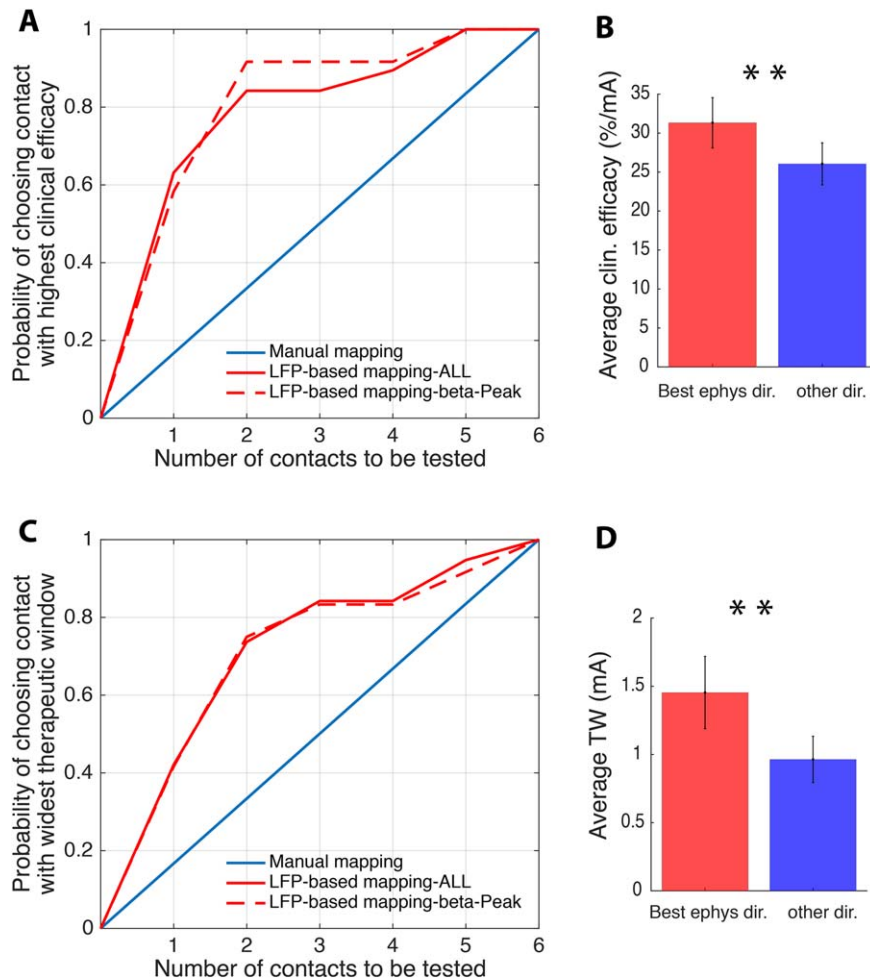 A
Probability of choosing contact
with highest clinical efficacy
1
0.8
0.6
0.4
0.2
0
1 2 3 4 5 6
Number of contacts to be tested
Manual mapping
LFP-based mapping-ALL
LFP-based mapping-beta-Peak
B
* *
Average clin. efficacy (%/mA)
35
30
25
20
15
10
5
0
Best ephys dir. other dir.
C
Probability of choosing contact
with widest therapeutic window
1
0.8
0.6
0.4
0.2
0
1 2 3 4 5 6
Number of contacts to be tested
Manual mapping
LFP-based mapping-ALL
LFP-based mapping-beta-Peak
D
* *
Average TW (mA)
2
1.5
1
0.5
0
Best ephys dir. other dir.